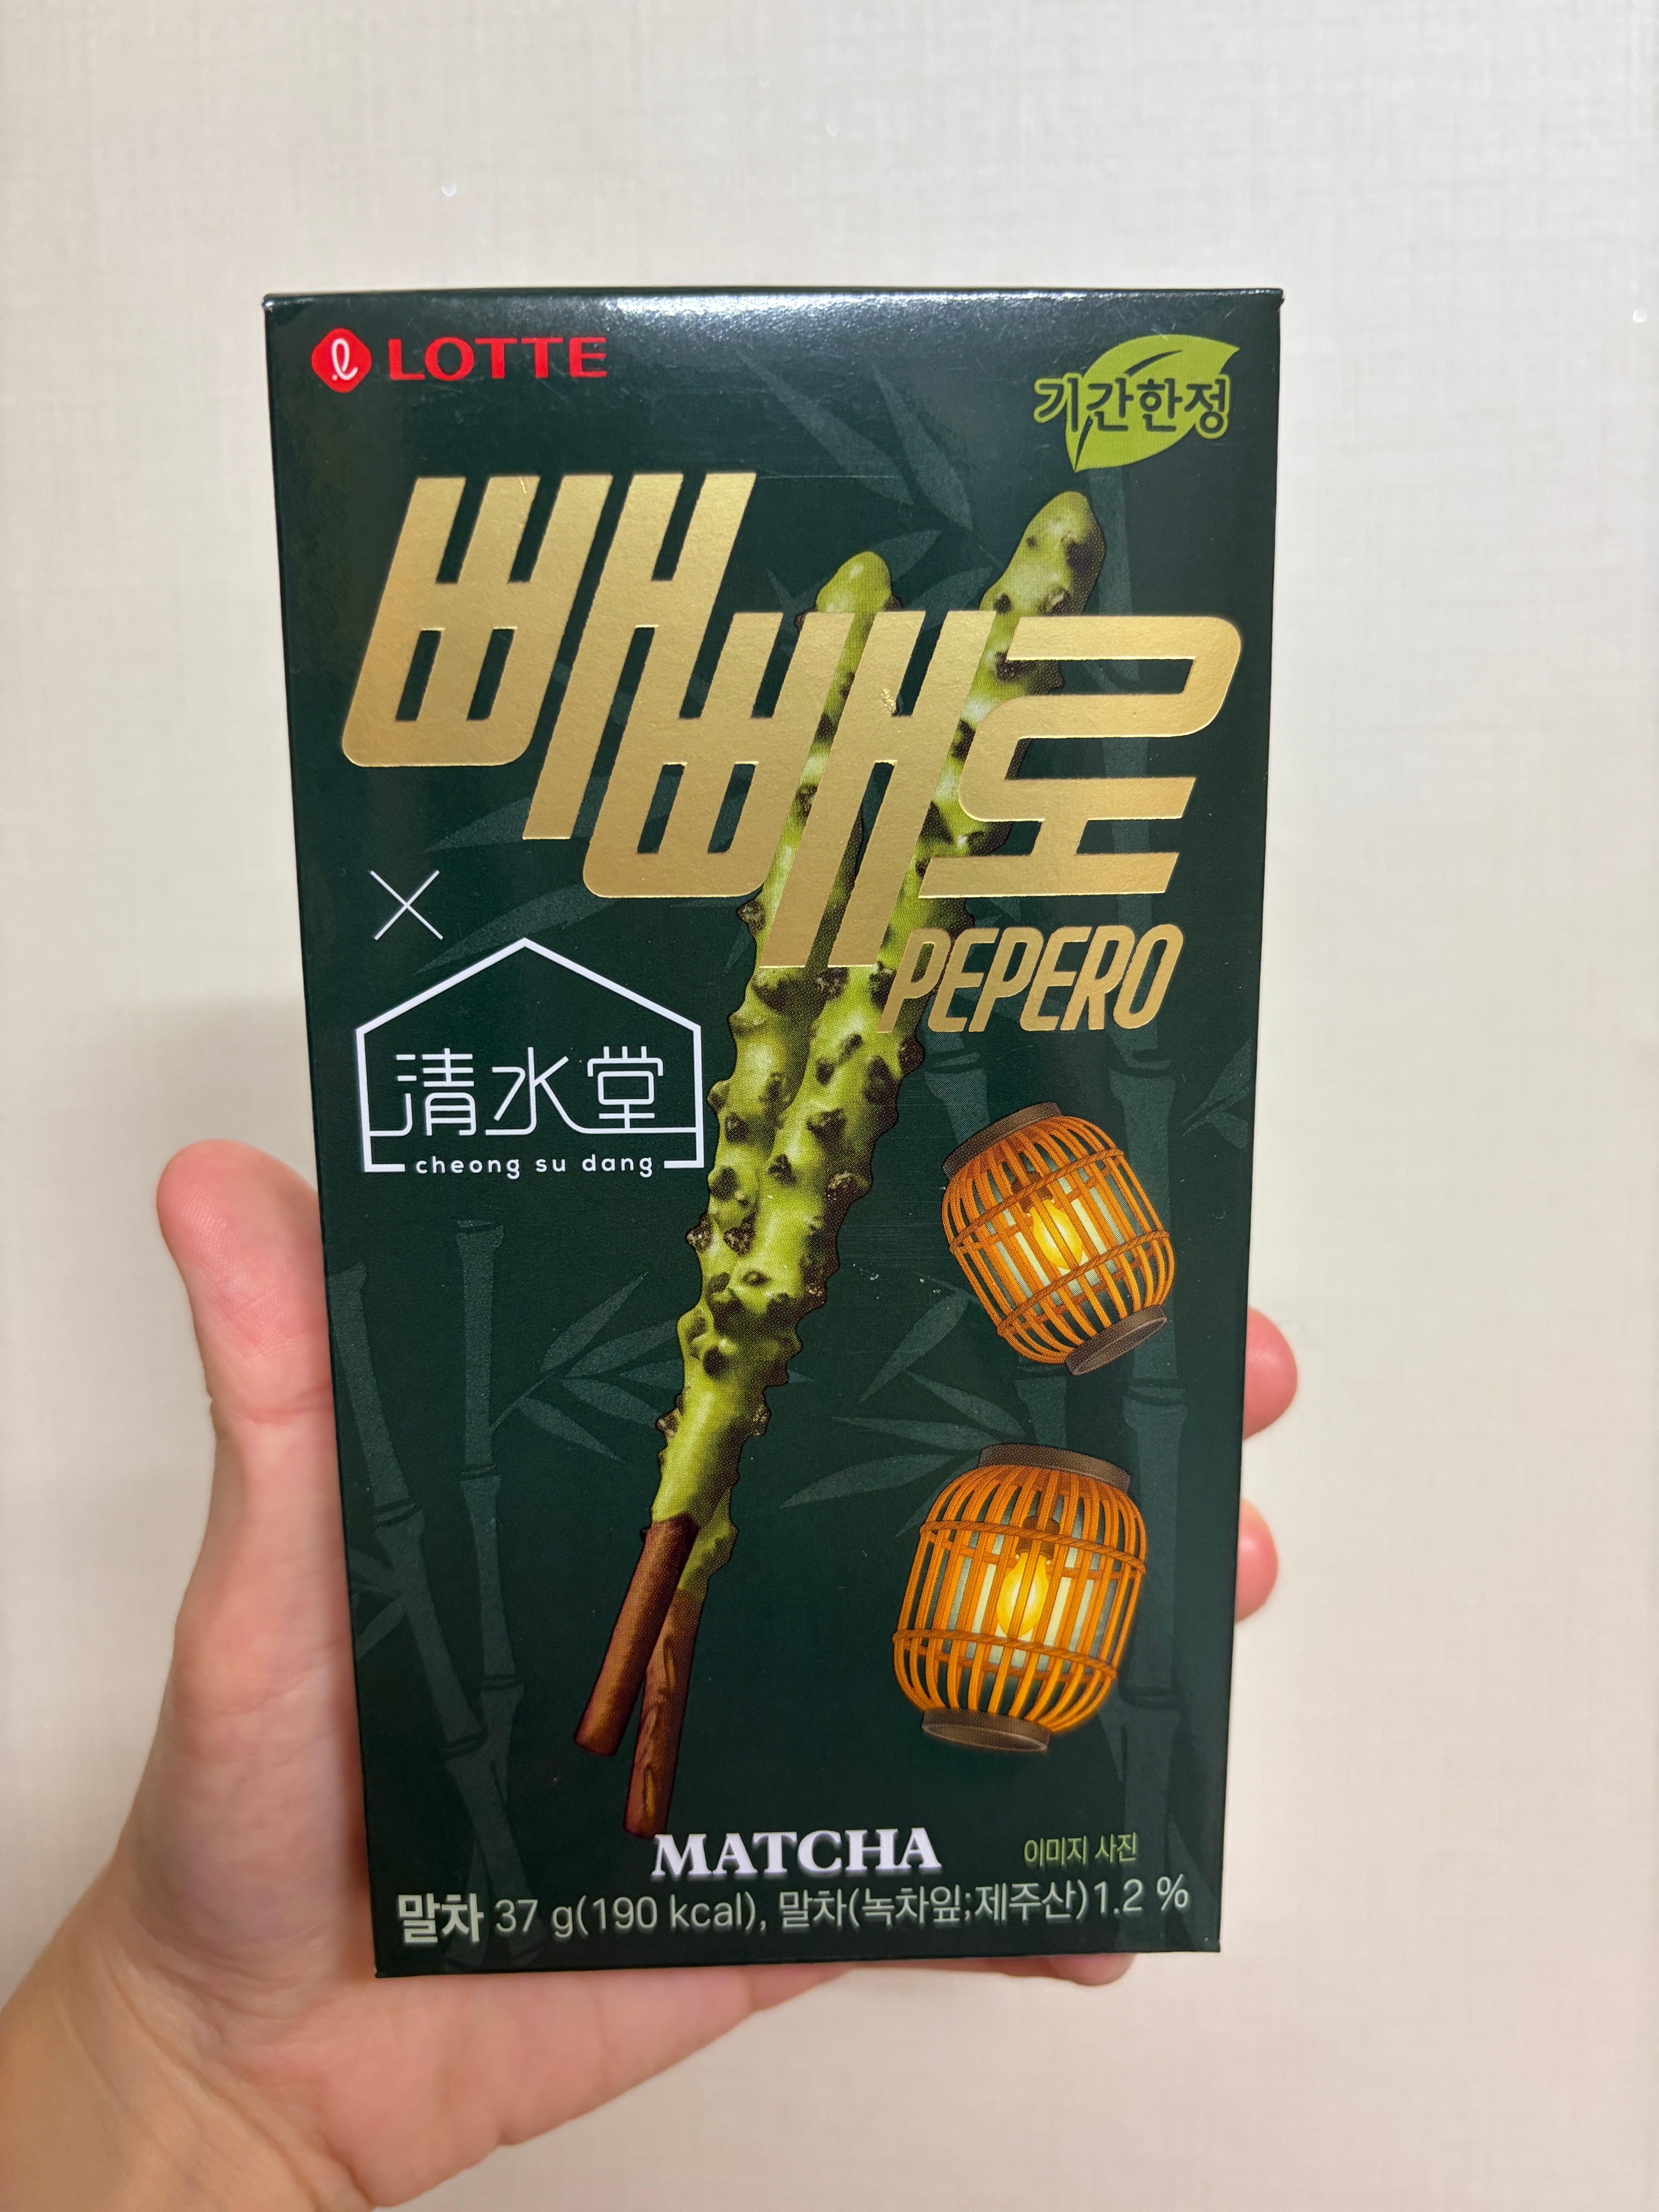 LOTTE
기간한정
빼빼로
PEPERO
×
清水堂
cheong su dang
MATCHA
이미지 사진
말차 37 g(190 kcal), 말차(녹차잎;제주산)1.2 %